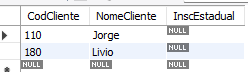 CodCliente NomeCliente InscEstadual
110 Jorge NULL
180 Livio NULL
NULL NULL NULL